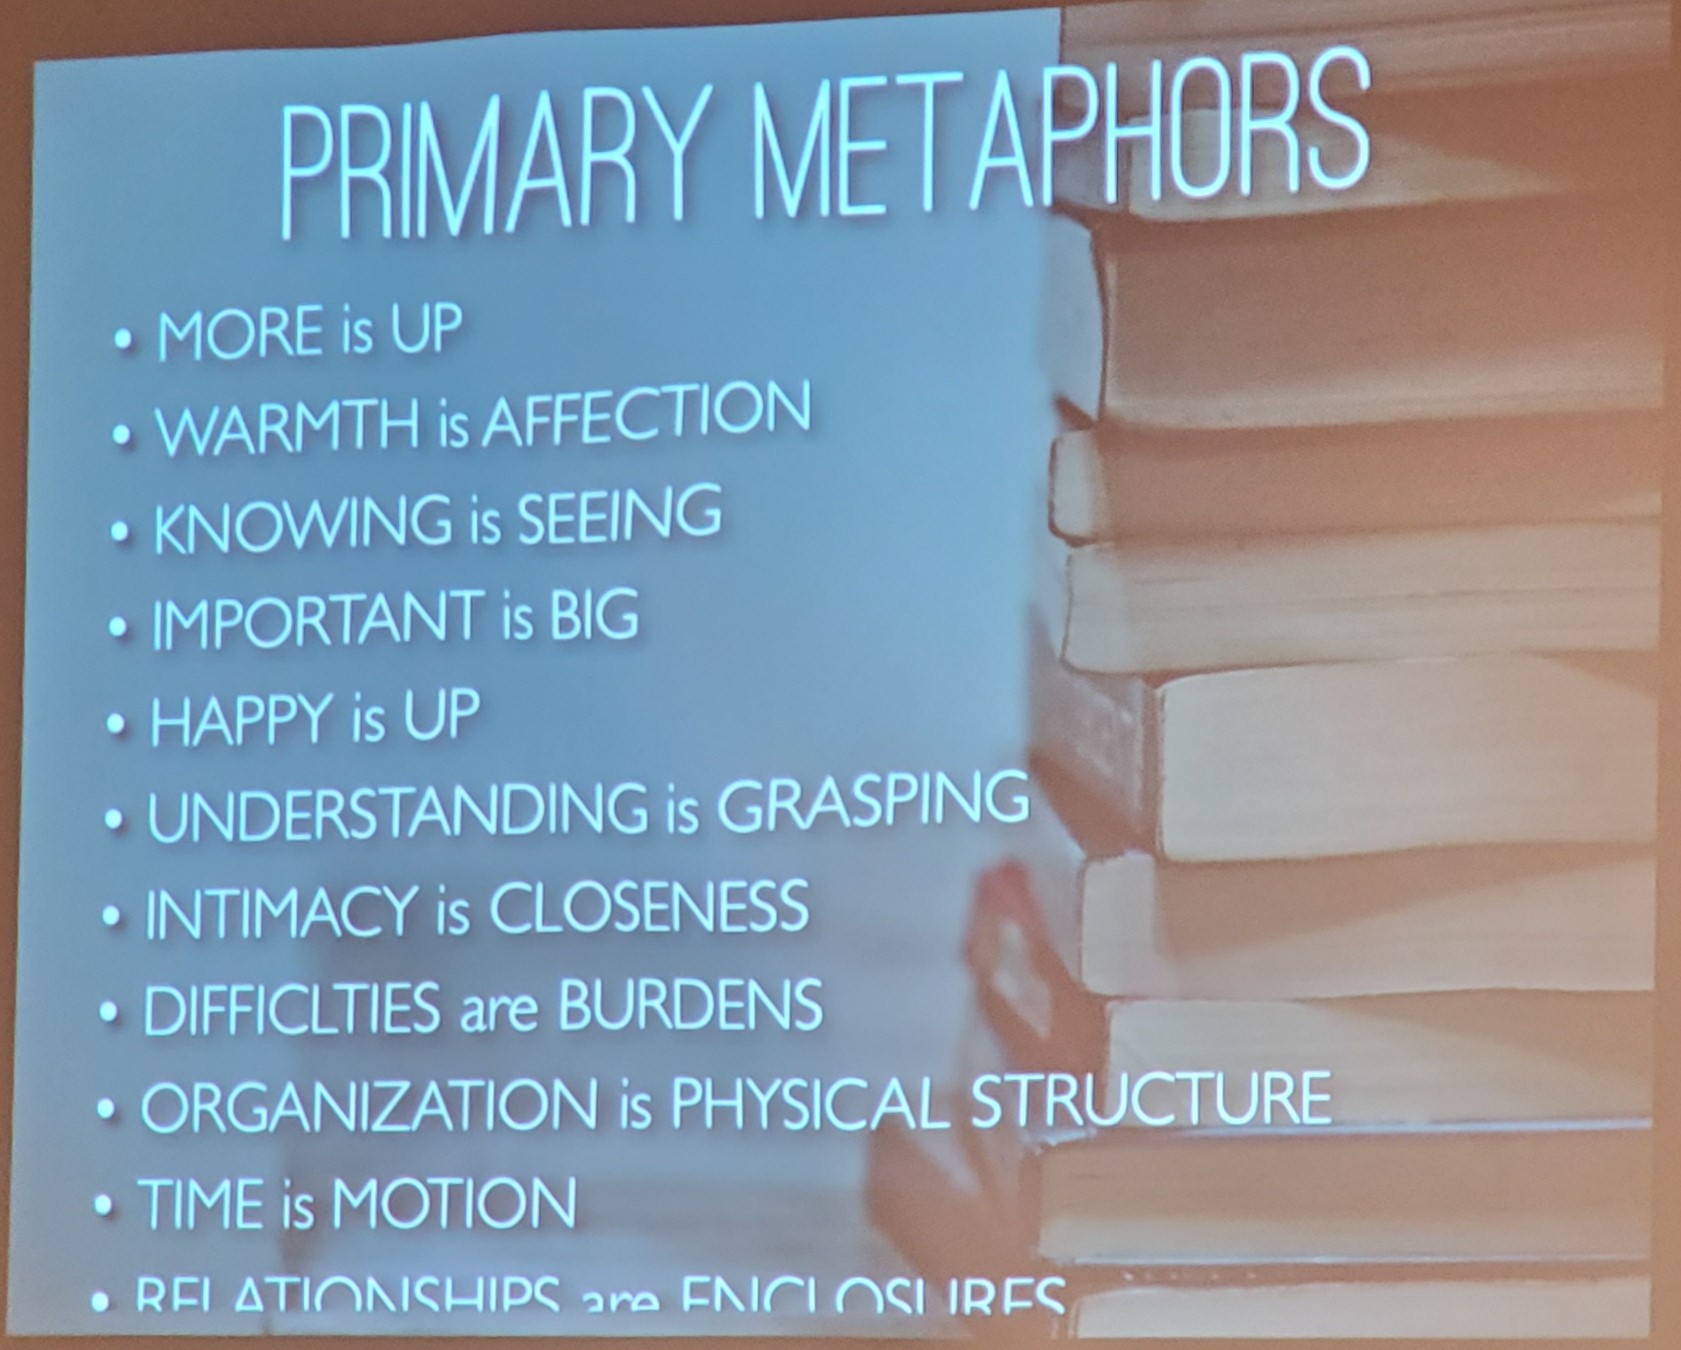 PRIMARY METAPHORS
• MORE is UP
• WARMTH is AFFECTION
• KNOWING is SEEING
• IMPORTANT is BIG
• HAPPY is UP
• UNDERSTANDING is GRASPING
• INTIMACY is CLOSENESS
• DIFFICLTIES are BURDENS
• ORGANIZATION is PHYSICAL STRUCTURE
• TIME is MOTION
• RELATIONSHIPS are ENCLOSURES